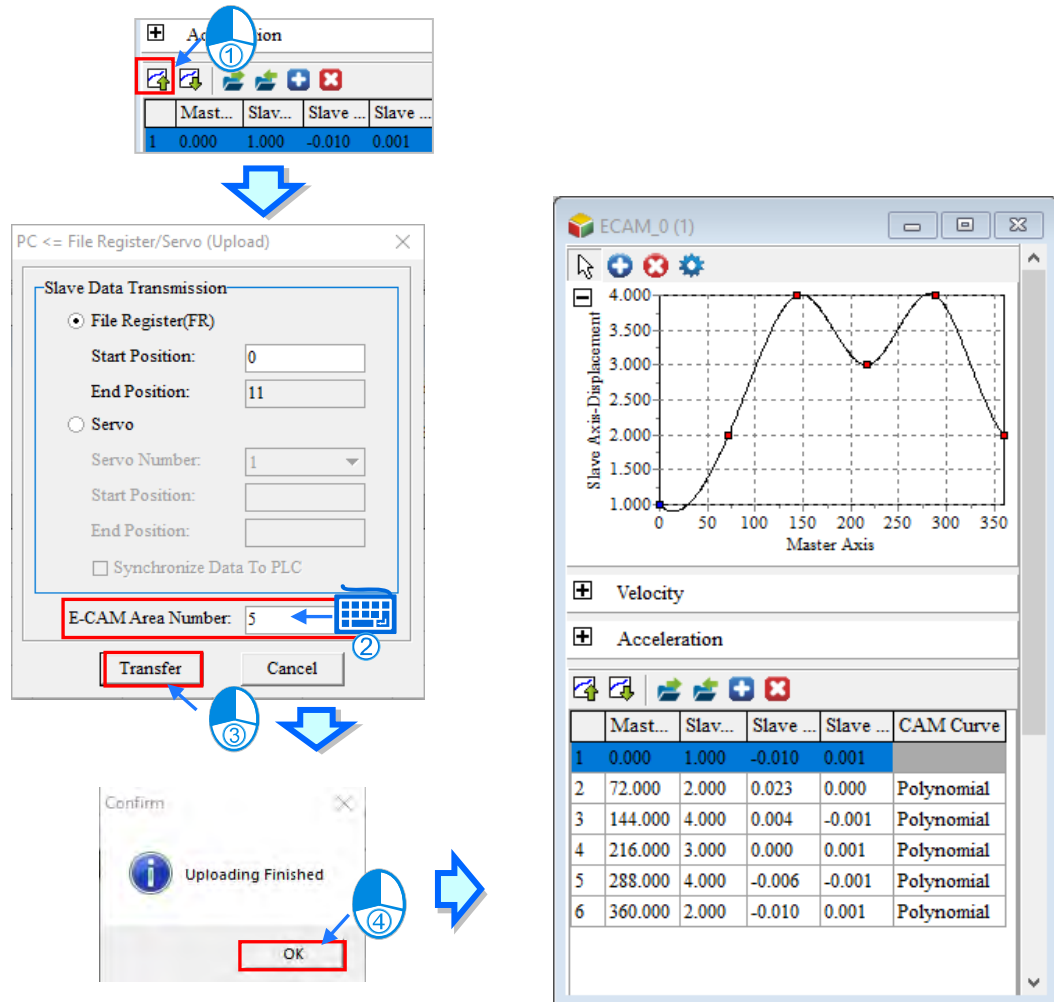 Ac ion
①
Mast... Slav... Slave ... Slave ...
1 0.000 1.000 -0.010 0.001
PC <= File Register/Servo (Upload)
Slave Data Transmission
File Register(FR)
Start Position: 0
End Position: 11
Servo
Servo Number: 1
Start Position:
End Position:
Synchronize Data To PLC
E-CAM Area Number: 5
②
Transfer Cancel
③
Confirm
Uploading Finished
④
OK
ECAM_0 (1)
4.000
3.500
3.000
2.500
2.000
1.500
1.000
Slave Axis-Displacement
0 50 100 150 200 250 300 350
Master Axis
Velocity
Acceleration
Mast... Slav... Slave ... Slave ... CAM Curve
1 0.000 1.000 -0.010 0.001
2 72.000 2.000 0.023 0.000 Polynomial
3 144.000 4.000 0.004 -0.001 Polynomial
4 216.000 3.000 0.000 0.001 Polynomial
5 288.000 4.000 -0.006 -0.001 Polynomial
6 360.000 2.000 -0.010 0.001 Polynomial